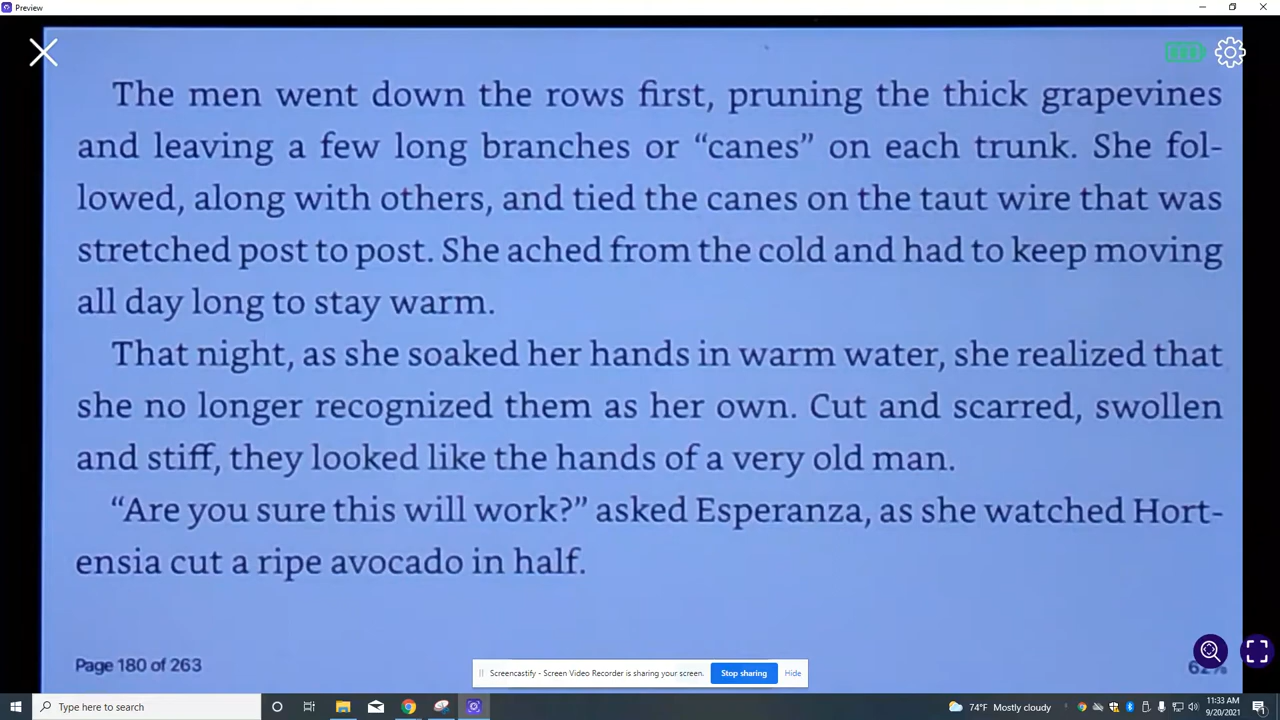 Preview
The men went down the rows first, pruning the thick grapevines
and leaving a few long branches or “canes” on each trunk. She fol-
lowed, along with others, and tied the canes on the taut wire that was
stretched post to post. She ached from the cold and had to keep moving
all day long to stay warm.
That night, as she soaked her hands in warm water, she realized that
she no longer recognized them as her own. Cut and scarred, swollen
and stiff, they looked like the hands of a very old man.
“Are you sure this will work?” asked Esperanza, as she watched Hort-
ensia cut a ripe avocado in half.
Page 180 of 263
Screencastify - Screen Video Recorder is sharing your screen. Stop sharing Hide
Type here to search
74°F Mostly cloudy
11:33 AM
9/20/2021